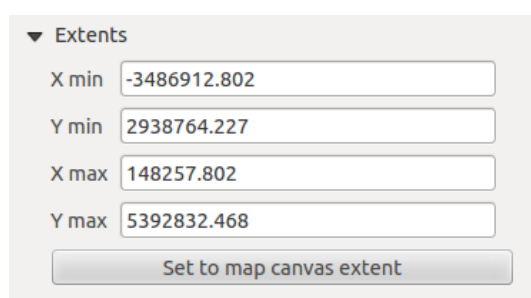 Extents
X min -3486912.802
Y min 2938764.227
X max 148257.802
Y max 5392832.468
Set to map canvas extent